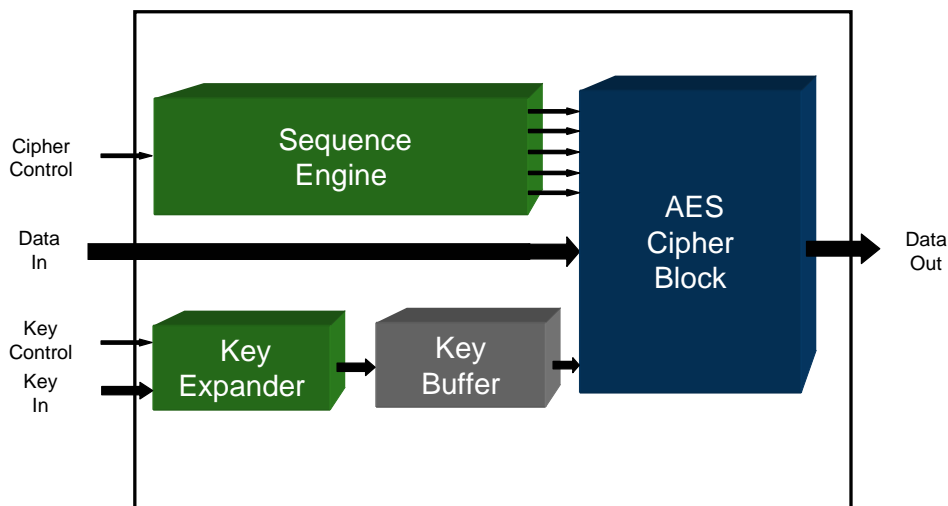 Cipher
Control
Sequence
Engine
Data
In
AES
Cipher
Block
Data
Out
Key
Control
Key
In
Key
Expander
Key
Buffer